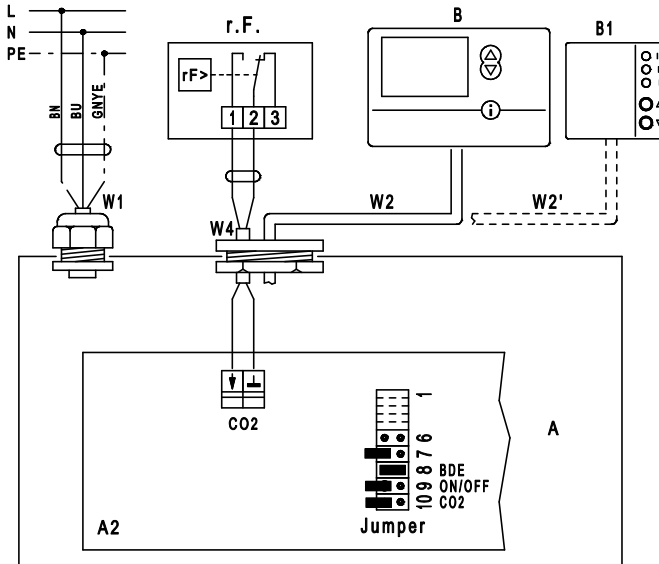 L
N
PE
BN
BU
GNYE
W1
r.F.
rF>
1 2 3
W4
B
i
W2
B1
W2'
CO2
1
6
7
8 BDE
9 ON/OFF
10 CO2
Jumper
A
A2